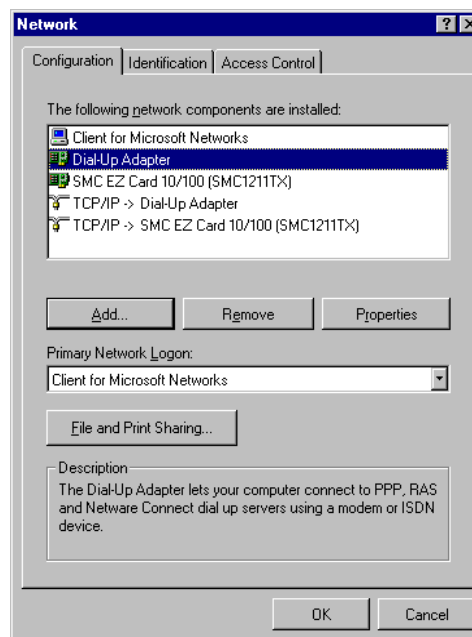 Network
Configuration Identification Access Control
The following network components are installed:
Client for Microsoft Networks
Dial-Up Adapter
SMC EZ Card 10/100 (SMC1211TX)
TCP/IP -> Dial-Up Adapter
TCP/IP -> SMC EZ Card 10/100 (SMC1211TX)
Add... Remove Properties
Primary Network Logon:
Client for Microsoft Networks
File and Print Sharing...
Description
The Dial-Up Adapter lets your computer connect to PPP, RAS
and Netware Connect dial up servers using a modem or ISDN
device.
OK Cancel